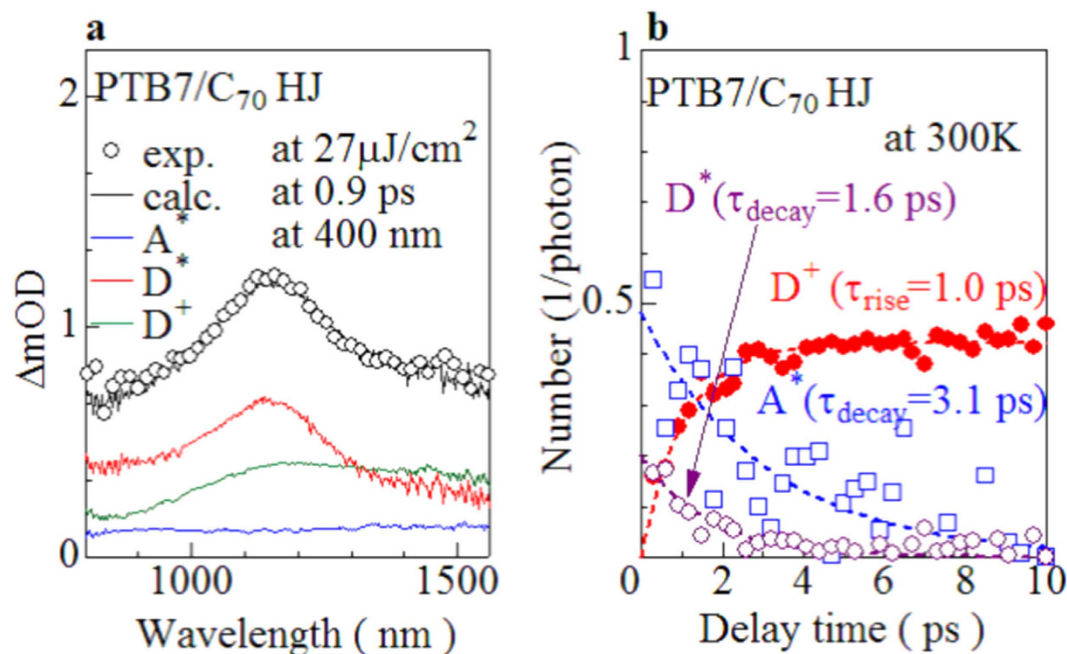 a
PTB7/C₇₀ HJ
exp. at 27μJ/cm²
calc. at 0.9 ps
A* at 400 nm
D*
D⁺
2
1
0
ΔmOD
1000 1500
Wavelength ( nm )
b
1
PTB7/C₇₀ HJ
at 300K
D*(τdecay=1.6 ps)
D⁺ (τrise=1.0 ps)
0.5
A*(τdecay=3.1 ps)
Number (1/photon)
0 2 4 6 8 10
Delay time ( ps )